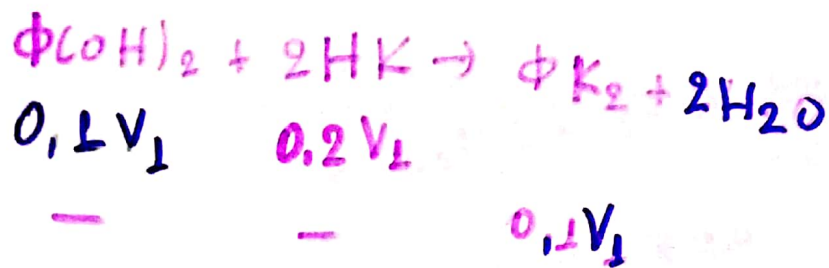 Φ(OH)₂ + 2HK → ΦK₂ + 2H₂O
0,1V₁ 0,2V₁
— — 0,1V₁